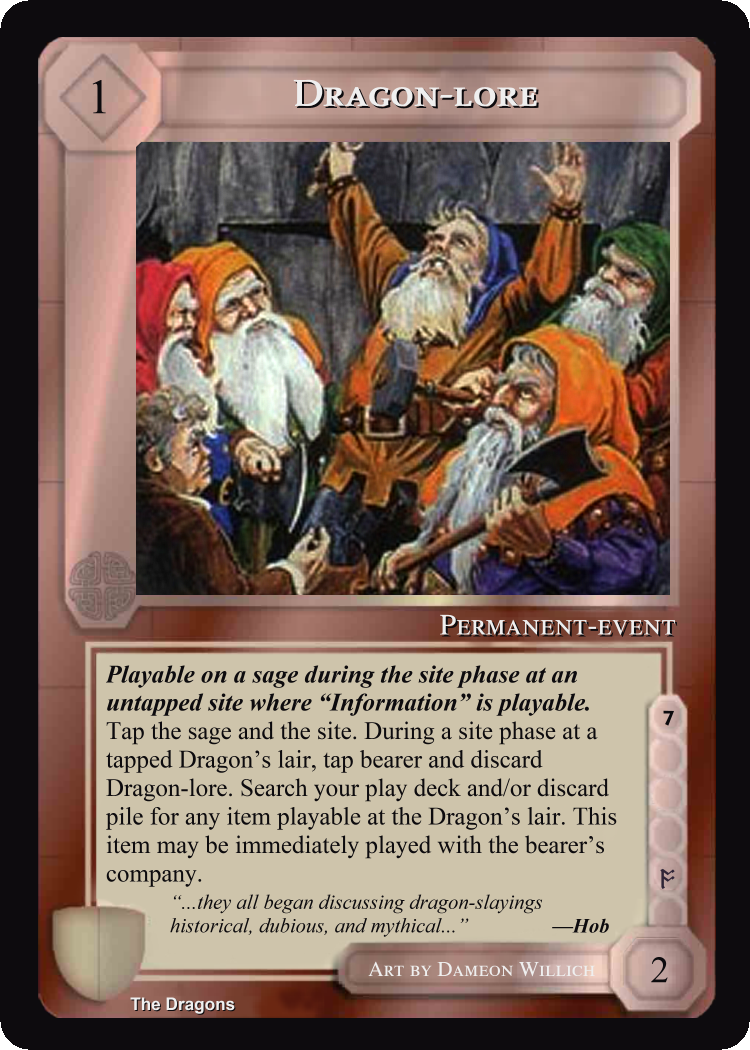 1
DRAGON-LORE
PERMANENT-EVENT
Playable on a sage during the site phase at an
untapped site where “Information” is playable.
Tap the sage and the site. During a site phase at a
tapped Dragon’s lair, tap bearer and discard
Dragon-lore. Search your play deck and/or discard
pile for any item playable at the Dragon’s lair. This
item may be immediately played with the bearer’s
company.
“...they all began discussing dragon-slayings
historical, dubious, and mythical...” —Hob
7
ART BY DAMEON WILLICH
2
The Dragons